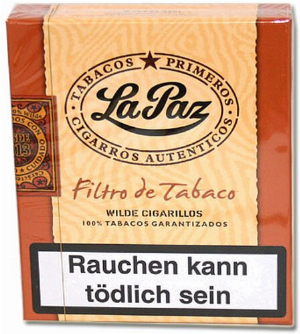 TABACOS ★ PRIMEROS
La Paz
CIGARROS AUTENTICOS
Filtro de Tabaco
WILDE CIGARILLOS
100% TABACOS GARANTIZADOS
Rauchen kann
tödlich sein